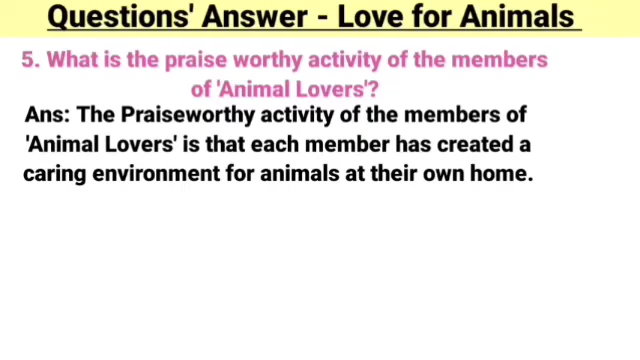 Questions' Answer - Love for Animals
5. What is the praise worthy activity of the members
of 'Animal Lovers'?
Ans: The Praiseworthy activity of the members of
'Animal Lovers' is that each member has created a
caring environment for animals at their own home.